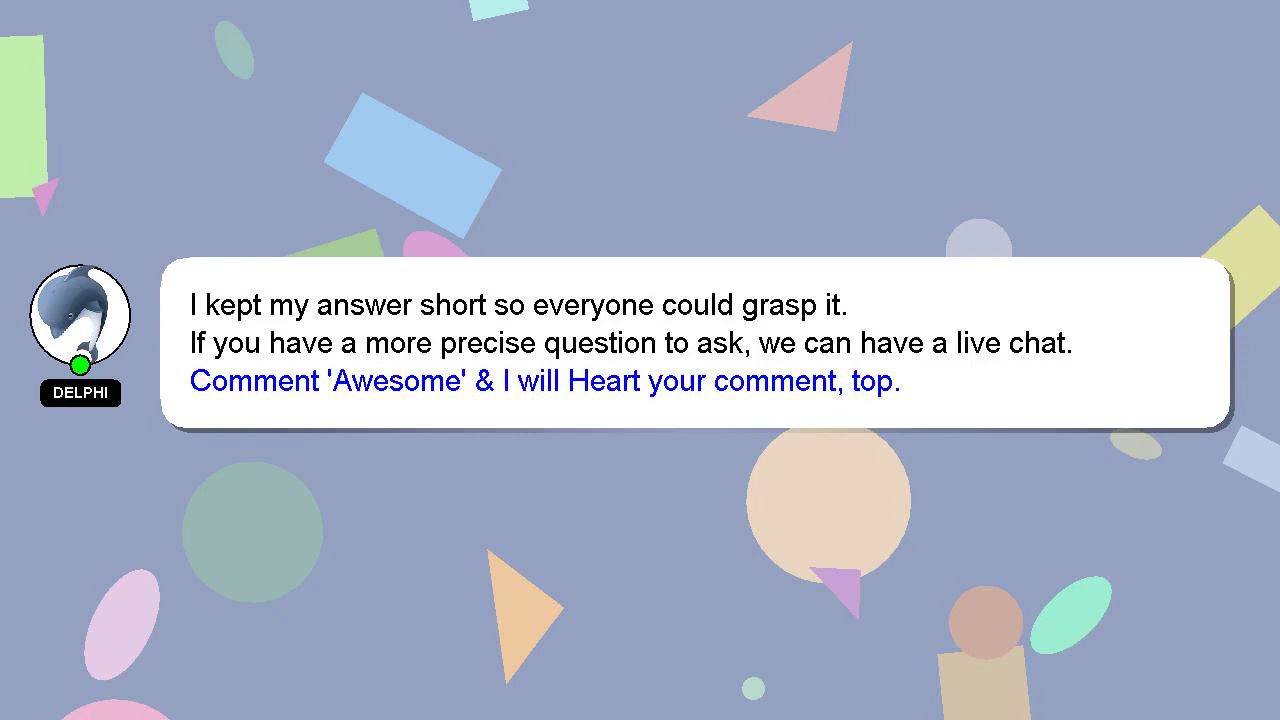 I kept my answer short so everyone could grasp it.
If you have a more precise question to ask, we can have a live chat.
Comment 'Awesome' & I will Heart your comment, top.
DELPHI